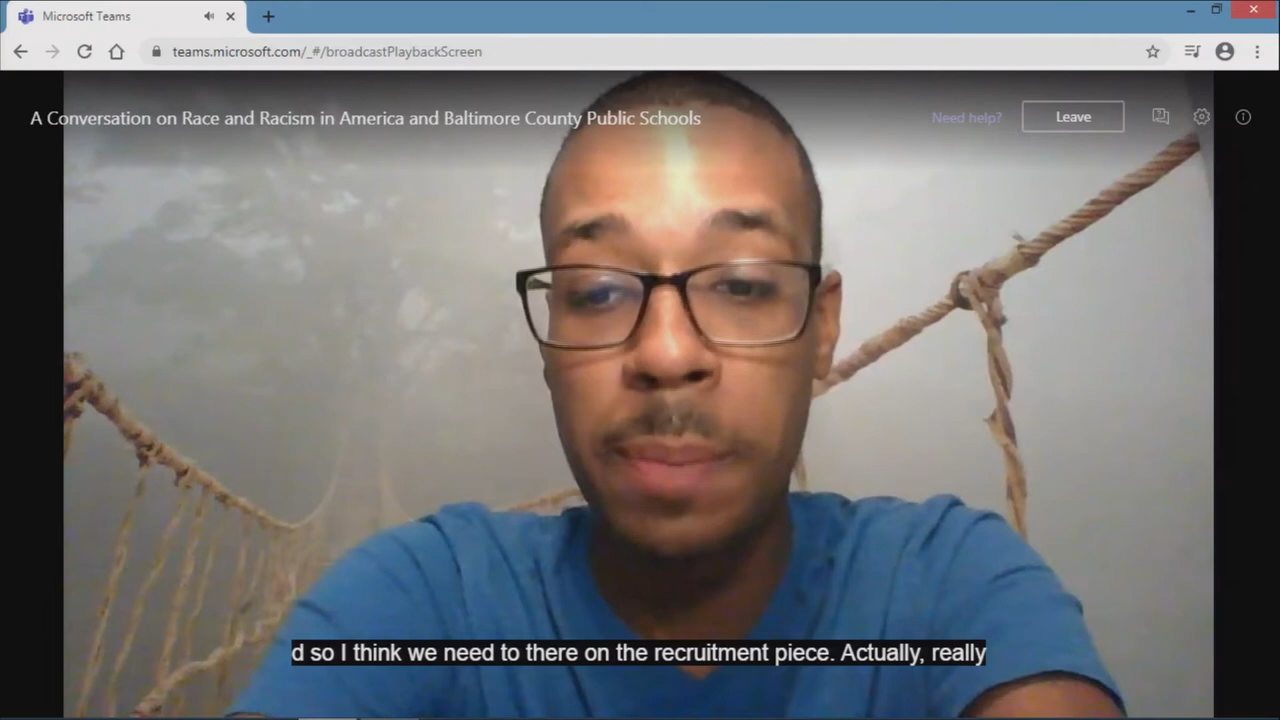 Microsoft Teams
teams.microsoft.com/_#/broadcastPlaybackScreen
A Conversation on Race and Racism in America and Baltimore County Public Schools
Need help?
Leave
d so I think we need to there on the recruitment piece. Actually, really